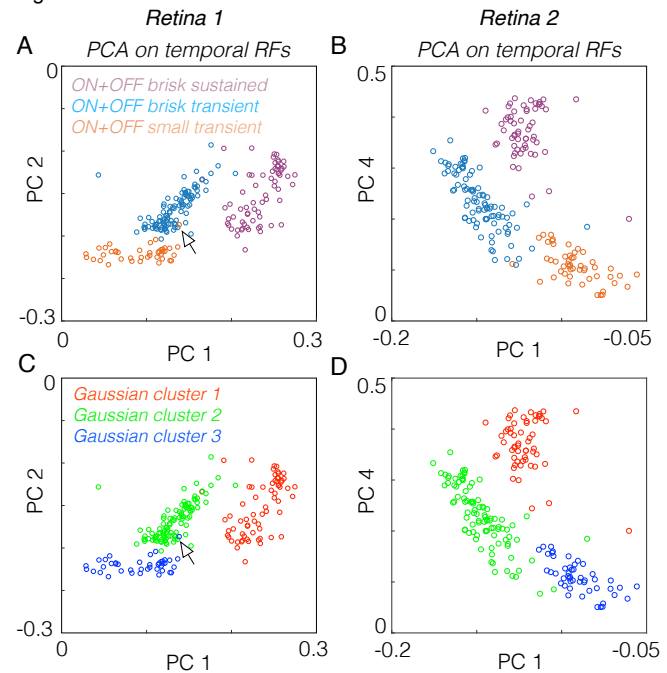 Retina 1
Retina 2
A
PCA on temporal RFs
B
PCA on temporal RFs
0
ON+OFF brisk sustained
ON+OFF brisk transient
ON+OFF small transient
PC 2
-0.3
0
PC 1
0.3
0.5
PC 4
0
-0.2
PC 1
-0.05
C
D
0
Gaussian cluster 1
Gaussian cluster 2
Gaussian cluster 3
PC 2
-0.3
0
PC 1
0.3
0.5
PC 4
0
-0.2
PC 1
-0.05